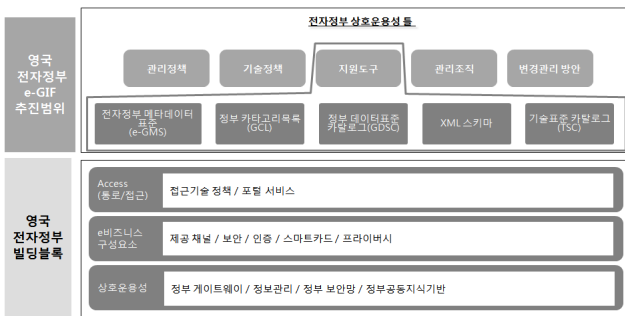 전자정부 상호운용성 틀
영국
전자정부
e-GIF
추진범위
관리정책
기술정책
지원도구
관리조직
변경관리 방안
전자정부 메타데이터
표준
(e-GMS)
정부 카타고리목록
(GCL)
정부 데이터표준
카탈로그(GDSC)
XML 스키마
기술표준 카탈로그
(TSC)
영국
전자정부
빌딩블록
Access
(통로/접근)
접근기술 정책 / 포털 서비스
e비즈니스
구성요소
제공 채널 / 보안 / 인증 / 스마트카드 / 프라이버시
상호운용성
정부 게이트웨이 / 정보관리 / 정부 보안망 / 정부공동지식기반